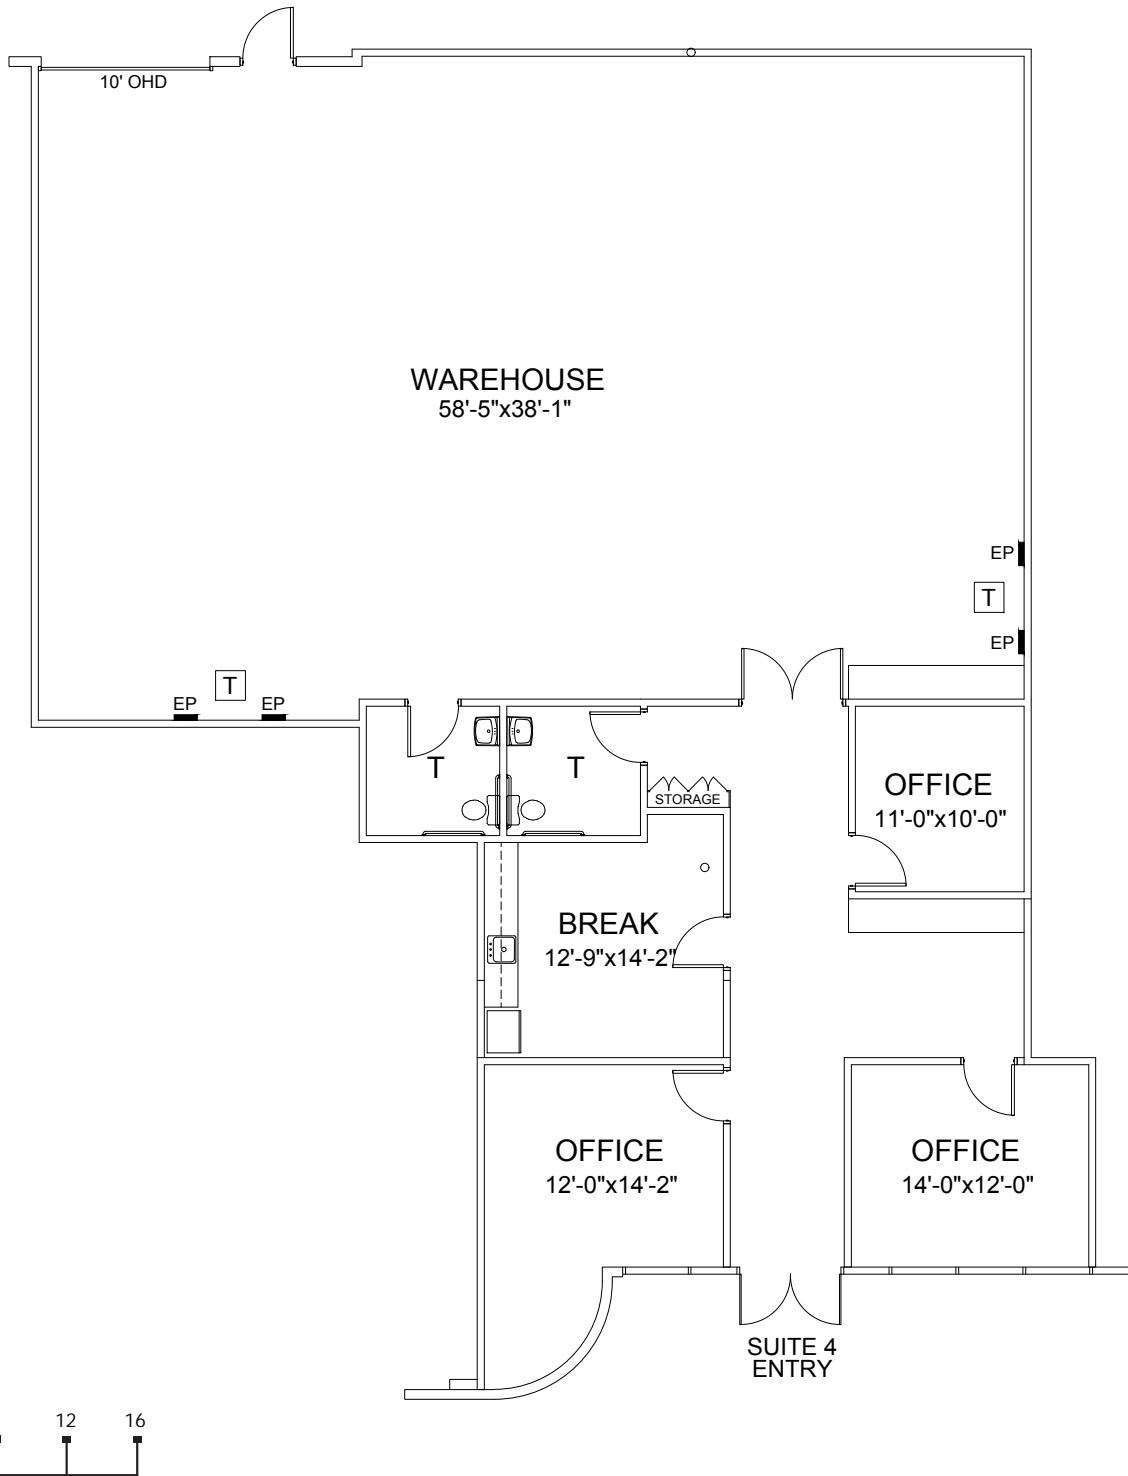 10' OHD
WAREHOUSE
58'-5"x38'-1"
EP
T
EP
T
EP
EP
T
T
STORAGE
OFFICE
11'-0"x10'-0"
BREAK
12'-9"x14'-2"
OFFICE
12'-0"x14'-2"
OFFICE
14'-0"x12'-0"
SUITE 4
ENTRY
12
16